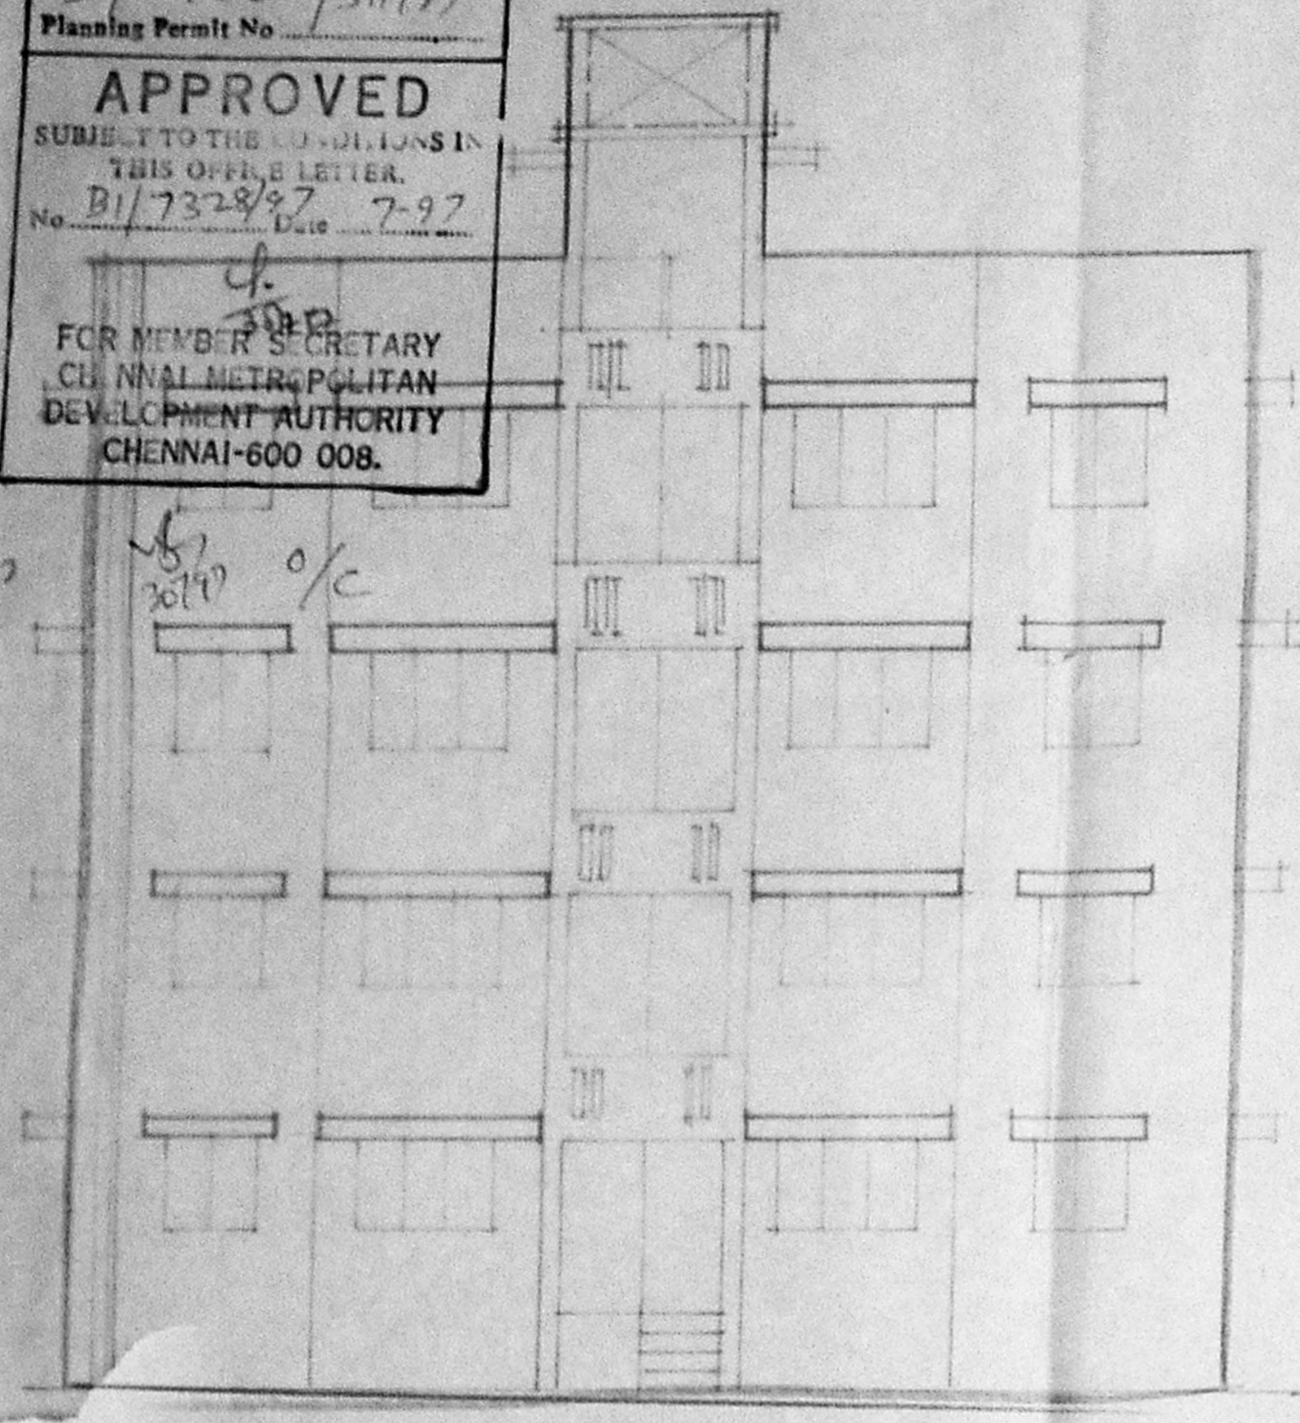 Planning Permit No
APPROVED
SUBJECT TO THE CONDITIONS IN
THIS OFFICE LETTER.
No. B1/7328/97 Date 7-97
FOR MEMBER SECRETARY
CHENNAI METROPOLITAN
DEVELOPMENT AUTHORITY
CHENNAI-600 008.
O/C